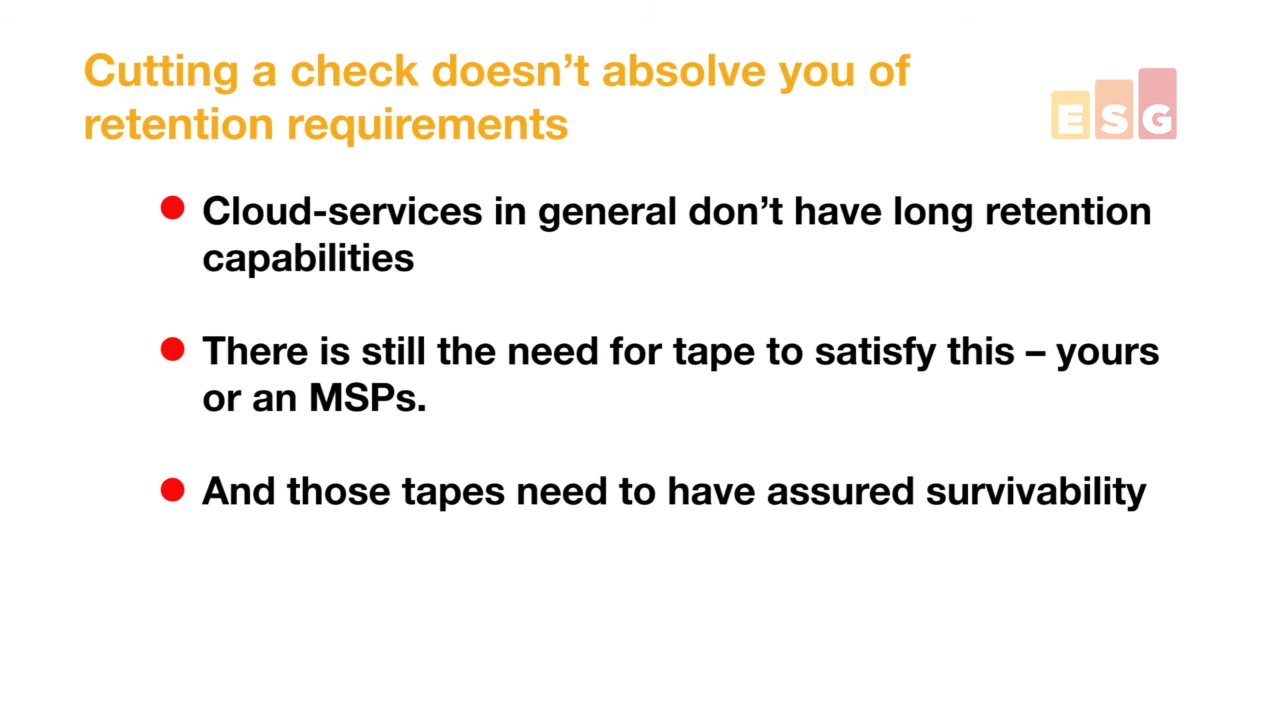 Cutting a check doesn’t absolve you of
retention requirements
ESG
Cloud-services in general don’t have long retention
capabilities
There is still the need for tape to satisfy this – yours
or an MSPs.
And those tapes need to have assured survivability